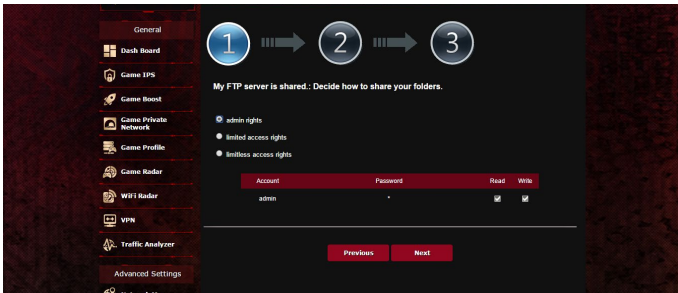 General
Dash Board
Game IPS
Game Boost
Game Private
Network
Game Profile
Game Radar
WiFi Radar
VPN
Traffic Analyzer
Advanced Settings
1 2 3
My FTP server is shared.: Decide how to share your folders.
admin rights
limited access rights
limitless access rights
Account Password Read Write
admin *
Previous Next